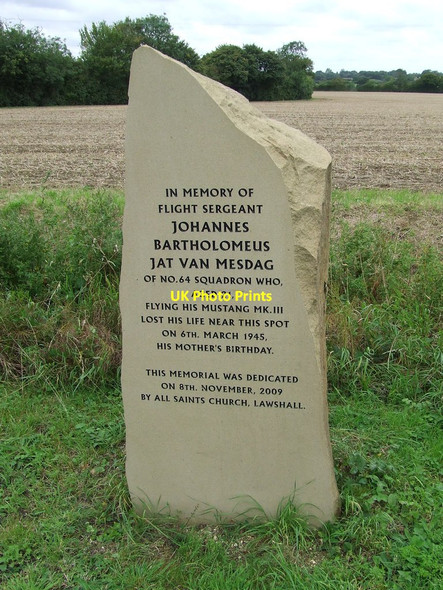 IN MEMORY OF
FLIGHT SERGEANT
JOHANNES
BARTHOLOMEUS
JAT VAN MESDAG
OF NO.64 SQUADRON WHO,
UK Photo Prints
FLYING HIS MUSTANG MK.III
LOST HIS LIFE NEAR THIS SPOT
ON 6TH. MARCH 1945,
HIS MOTHER'S BIRTHDAY.
THIS MEMORIAL WAS DEDICATED
ON 8TH. NOVEMBER, 2009
BY ALL SAINTS CHURCH, LAWSHALL.